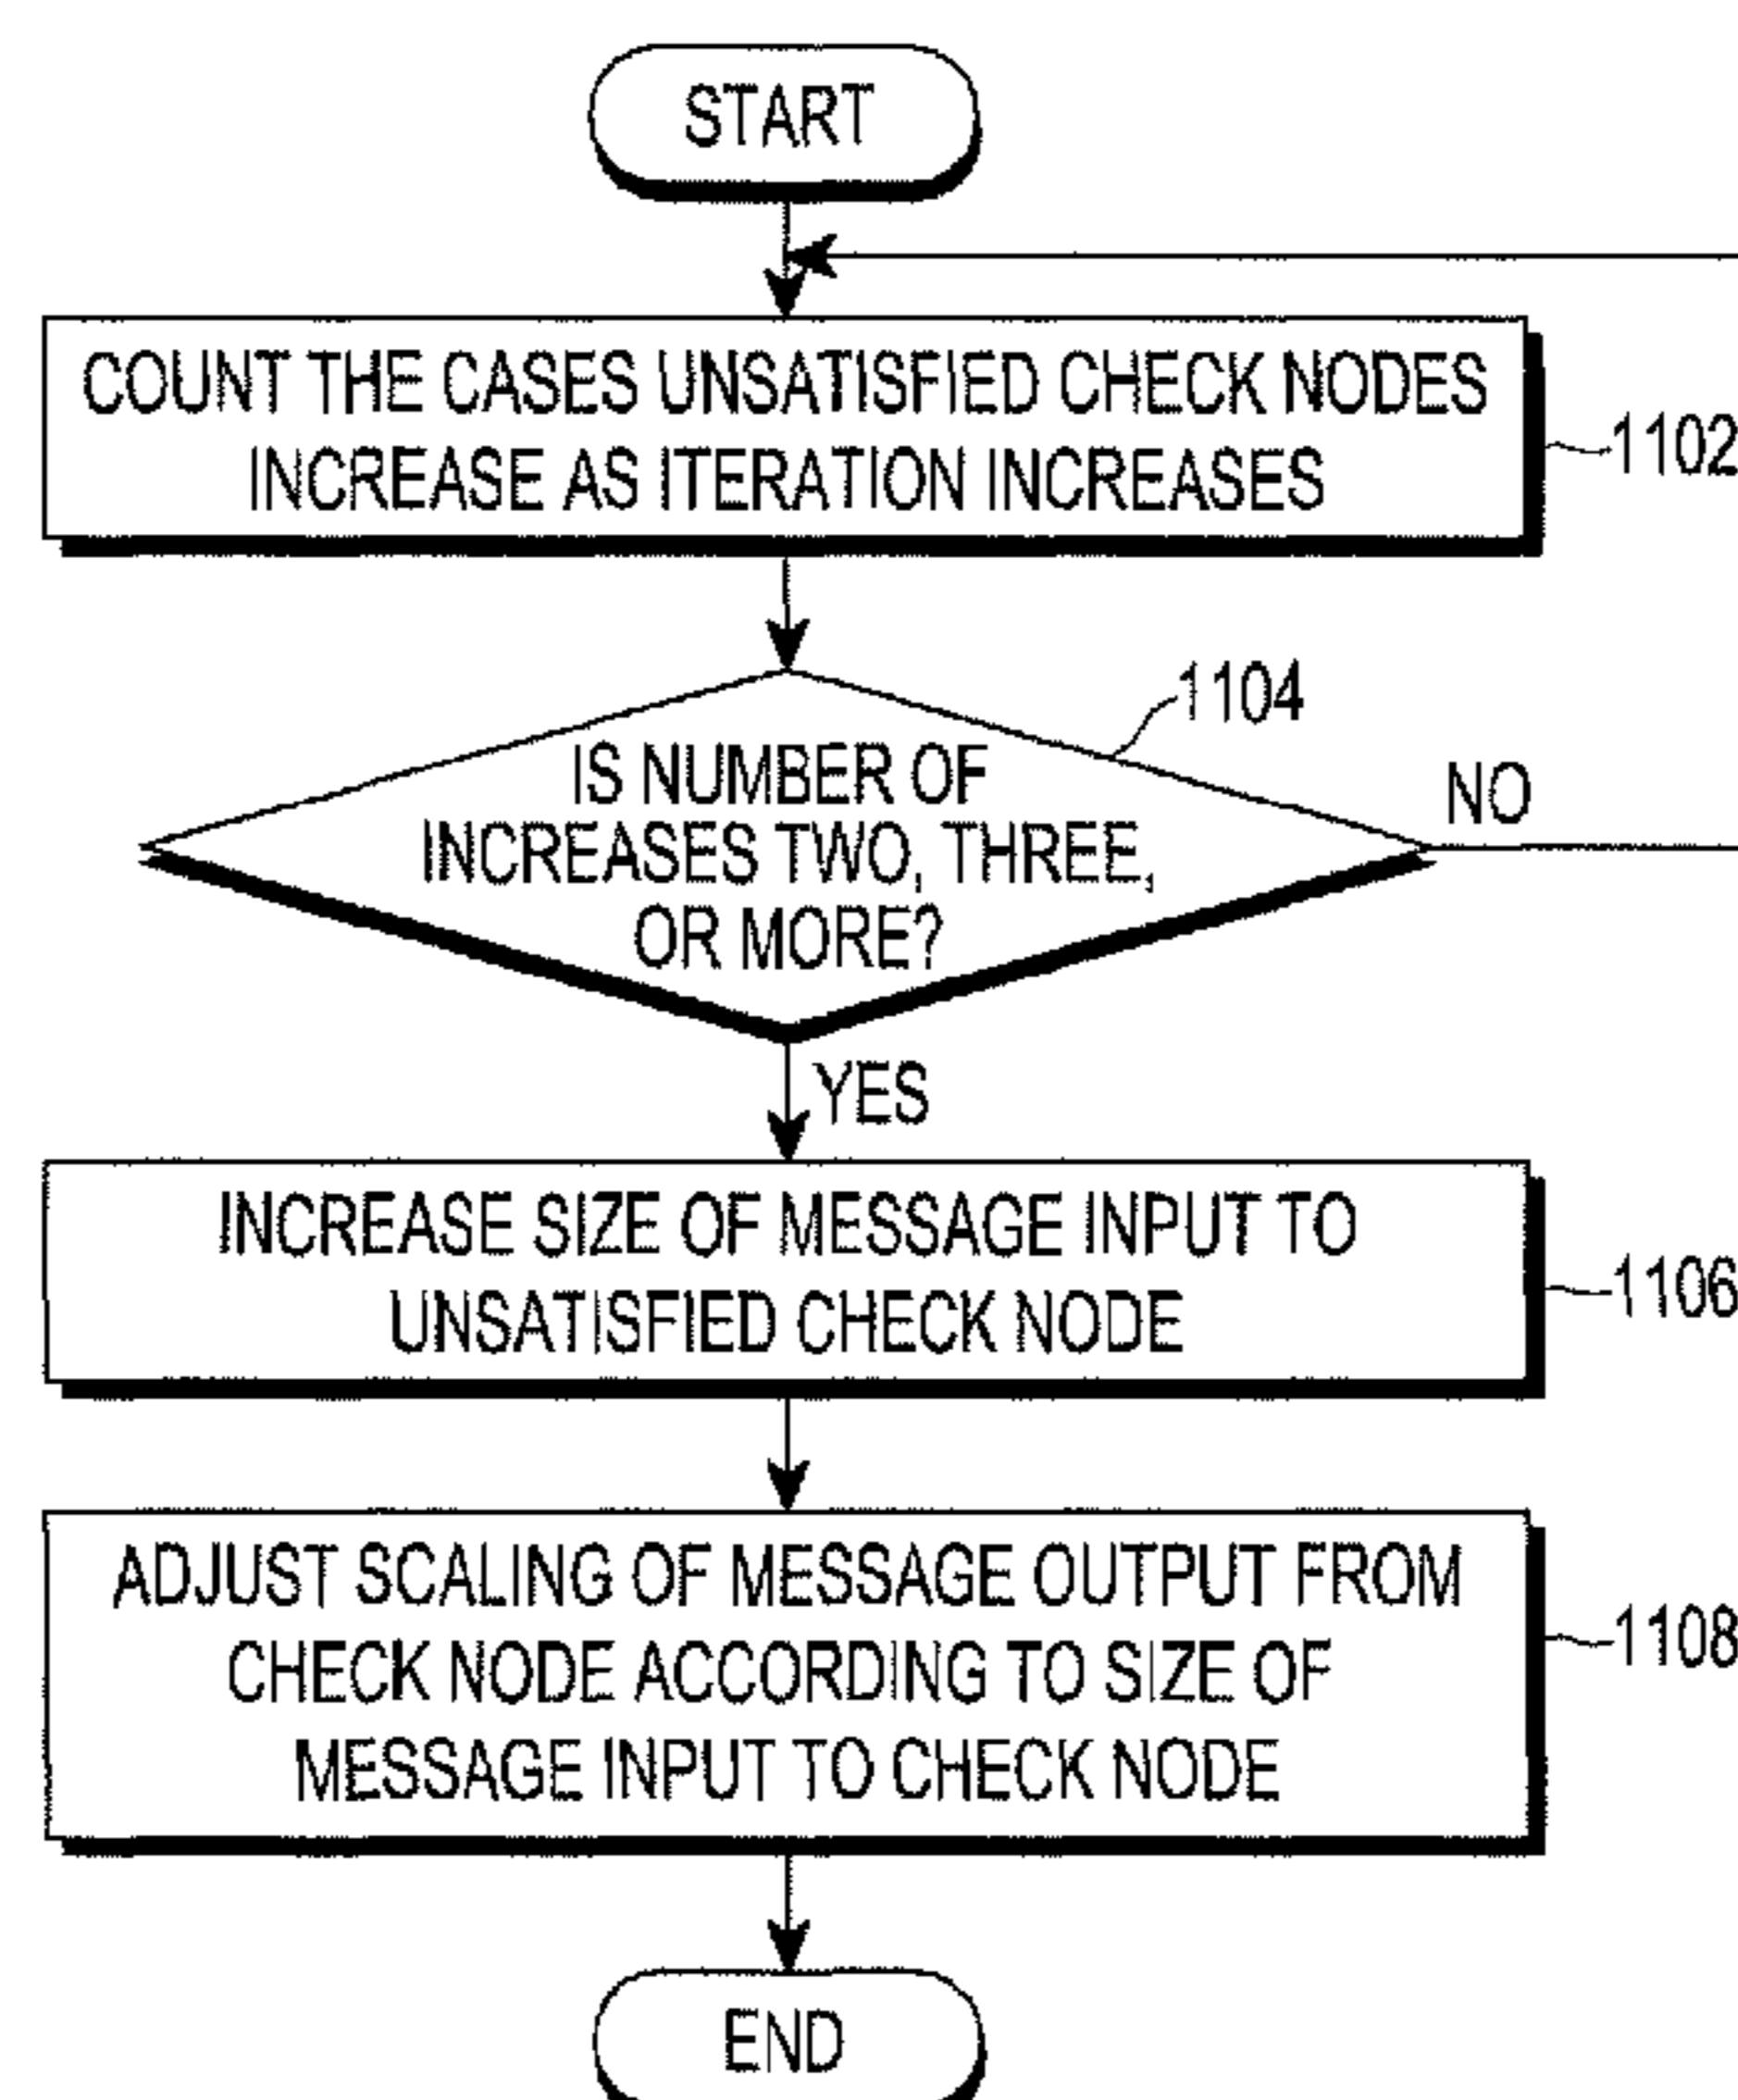 START
COUNT THE CASES UNSATISFIED CHECK NODES
INCREASE AS ITERATION INCREASES
1102
1104
IS NUMBER OF
INCREASES TWO, THREE,
OR MORE?
NO
YES
INCREASE SIZE OF MESSAGE INPUT TO
UNSATISFIED CHECK NODE
1106
ADJUST SCALING OF MESSAGE OUTPUT FROM
CHECK NODE ACCORDING TO SIZE OF
MESSAGE INPUT TO CHECK NODE
1108
END